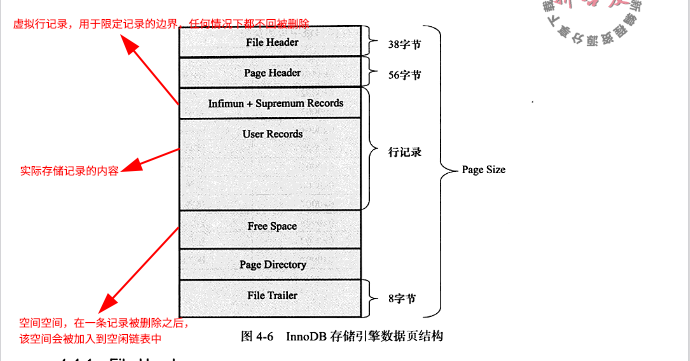 虚拟行记录，用于限定记录的边界，任何情况下都不回被删除
File Header
38字节
Page Header
56字节
Infimun + Supremum Records
User Records
实际存储记录的内容
行记录
Page Size
Free Space
Page Directory
File Trailer
8字节
空间空间，在一条记录被删除之后，
该空间会被加入到空闲链表中
图 4-6 InnoDB 存储引擎数据页结构